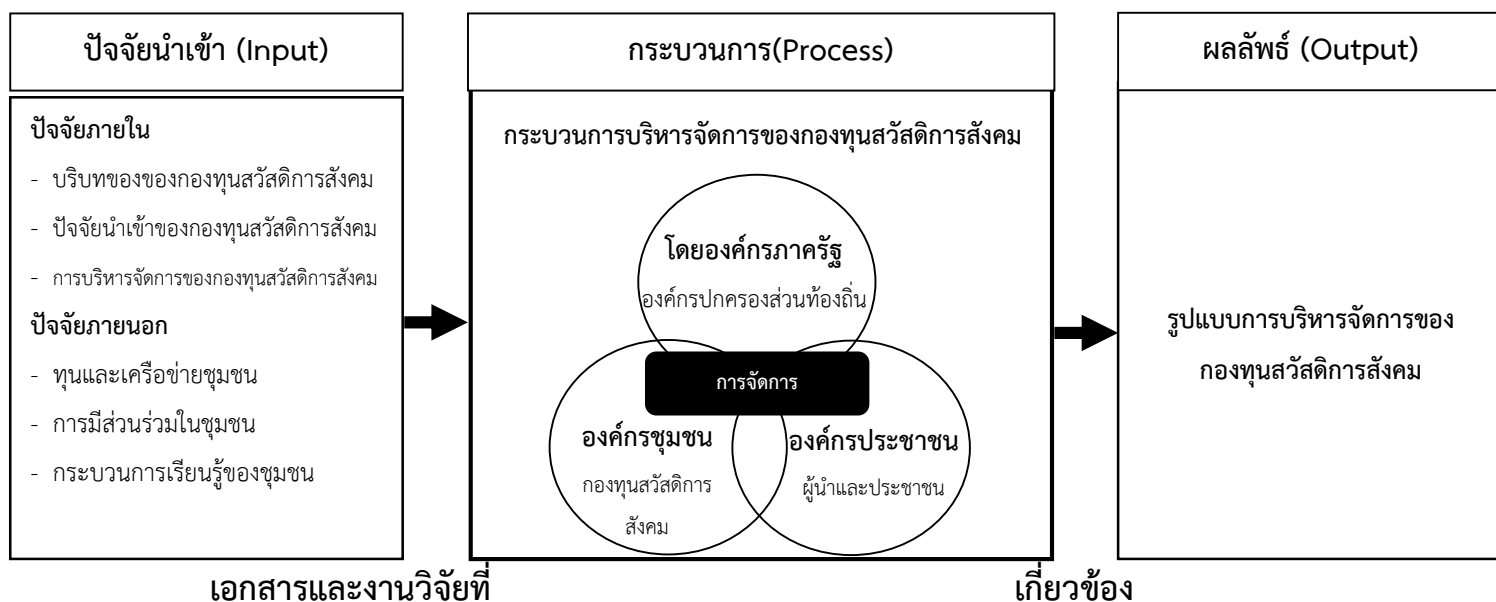 ปัจจัยนำเข้า (Input)
ปัจจัยภายใน
- บริบทของของกองทุนสวัสดิการสังคม
- ปัจจัยนำเข้าของกองทุนสวัสดิการสังคม
- การบริหารจัดการของกองทุนสวัสดิการสังคม
ปัจจัยภายนอก
- ทุนและเครือข่ายชุมชน
- การมีส่วนร่วมในชุมชน
- กระบวนการเรียนรู้ของชุมชน
กระบวนการ(Process)
กระบวนการบริหารจัดการของกองทุนสวัสดิการสังคม
โดยองค์กรภาครัฐ
องค์กรปกครองส่วนท้องถิ่น
การจัดการ
องค์กรชุมชน
กองทุนสวัสดิการ
สังคม
องค์กรประชาชน
ผู้นำและประชาชน
ผลลัพธ์ (Output)
รูปแบบการบริหารจัดการของ
กองทุนสวัสดิการสังคม
เอกสารและงานวิจัยที่ เกี่ยวข้อง